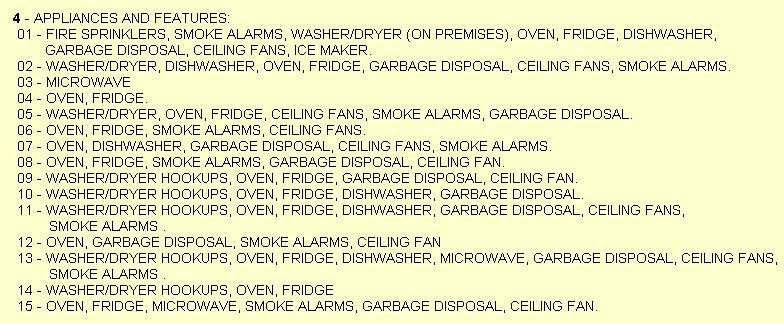 4 - APPLIANCES AND FEATURES:
01 - FIRE SPRINKLERS, SMOKE ALARMS, WASHER/DRYER (ON PREMISES), OVEN, FRIDGE, DISHWASHER,
GARBAGE DISPOSAL, CEILING FANS, ICE MAKER.
02 - WASHER/DRYER, DISHWASHER, OVEN, FRIDGE, GARBAGE DISPOSAL, CEILING FANS, SMOKE ALARMS.
03 - MICROWAVE
04 - OVEN, FRIDGE.
05 - WASHER/DRYER, OVEN, FRIDGE, CEILING FANS, SMOKE ALARMS, GARBAGE DISPOSAL.
06 - OVEN, FRIDGE, SMOKE ALARMS, CEILING FANS.
07 - OVEN, DISHWASHER, GARBAGE DISPOSAL, CEILING FANS, SMOKE ALARMS.
08 - OVEN, FRIDGE, SMOKE ALARMS, GARBAGE DISPOSAL, CEILING FAN.
09 - WASHER/DRYER HOOKUPS, OVEN, FRIDGE, GARBAGE DISPOSAL, CEILING FAN.
10 - WASHER/DRYER HOOKUPS, OVEN, FRIDGE, DISHWASHER, GARBAGE DISPOSAL.
11 - WASHER/DRYER HOOKUPS, OVEN, FRIDGE, DISHWASHER, GARBAGE DISPOSAL, CEILING FANS,
SMOKE ALARMS .
12 - OVEN, GARBAGE DISPOSAL, SMOKE ALARMS, CEILING FAN
13 - WASHER/DRYER HOOKUPS, OVEN, FRIDGE, DISHWASHER, MICROWAVE, GARBAGE DISPOSAL, CEILING FANS,
SMOKE ALARMS .
14 - WASHER/DRYER HOOKUPS, OVEN, FRIDGE
15 - OVEN, FRIDGE, MICROWAVE, SMOKE ALARMS, GARBAGE DISPOSAL, CEILING FAN.